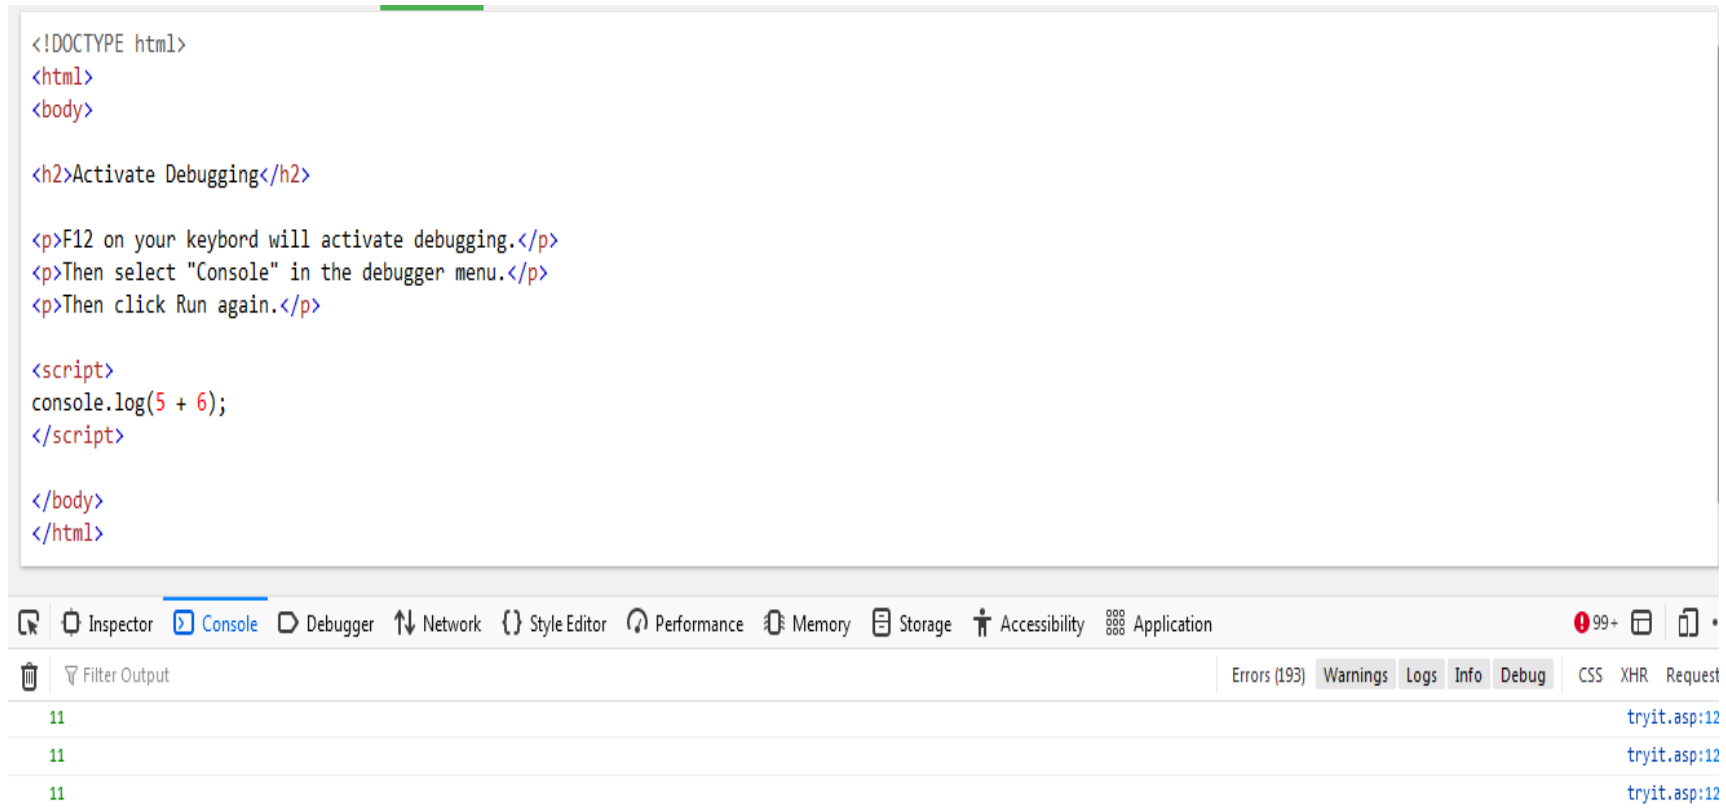 <!DOCTYPE html>
<html>
<body>
<h2>Activate Debugging</h2>
<p>F12 on your keybord will activate debugging.</p>
<p>Then select "Console" in the debugger menu.</p>
<p>Then click Run again.</p>
<script>
console.log(5 + 6);
</script>
</body>
</html>
Inspector Console Debugger Network Style Editor Performance Memory Storage Accessibility Application 99+
Filter Output Errors (193) Warnings Logs Info Debug CSS XHR Request
11 tryit.asp:12
11 tryit.asp:12
11 tryit.asp:12